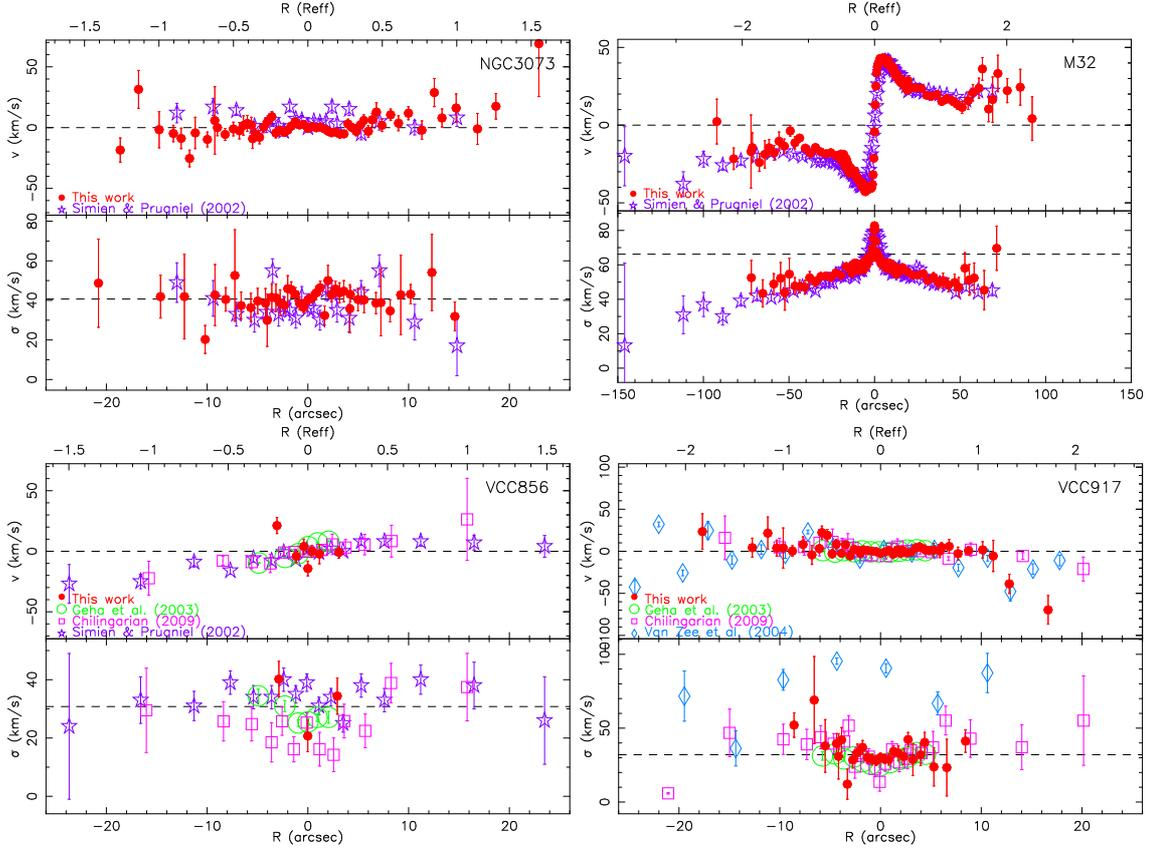 R (Reff)
−1.5 −1 −0.5 0 0.5 1 1.5
NGC3073
v (km/s)
50
0
−50
This work
Simien & Prugniel (2002)
σ (km/s)
80
60
40
20
0
−20 −10 0 10 20
R (arcsec)
R (Reff)
−2 0 2
M32
v (km/s)
50
0
−50
This work
Simien & Prugniel (2002)
σ (km/s)
80
60
40
20
0
−150 −100 −50 0 50 100 150
R (arcsec)
R (Reff)
−1.5 −1 −0.5 0 0.5 1 1.5
VCC856
v (km/s)
50
0
−50
This work
Geha et al. (2003)
Chilingarian (2009)
Simien & Prugniel (2002)
σ (km/s)
40
20
0
−20 −10 0 10 20
R (arcsec)
R (Reff)
−2 −1 0 1 2
VCC917
v (km/s)
100
50
0
−50
−100
This work
Geha et al. (2003)
Chilingarian (2009)
Van Zee et al. (2004)
σ (km/s)
100
50
0
−20 −10 0 10 20
R (arcsec)